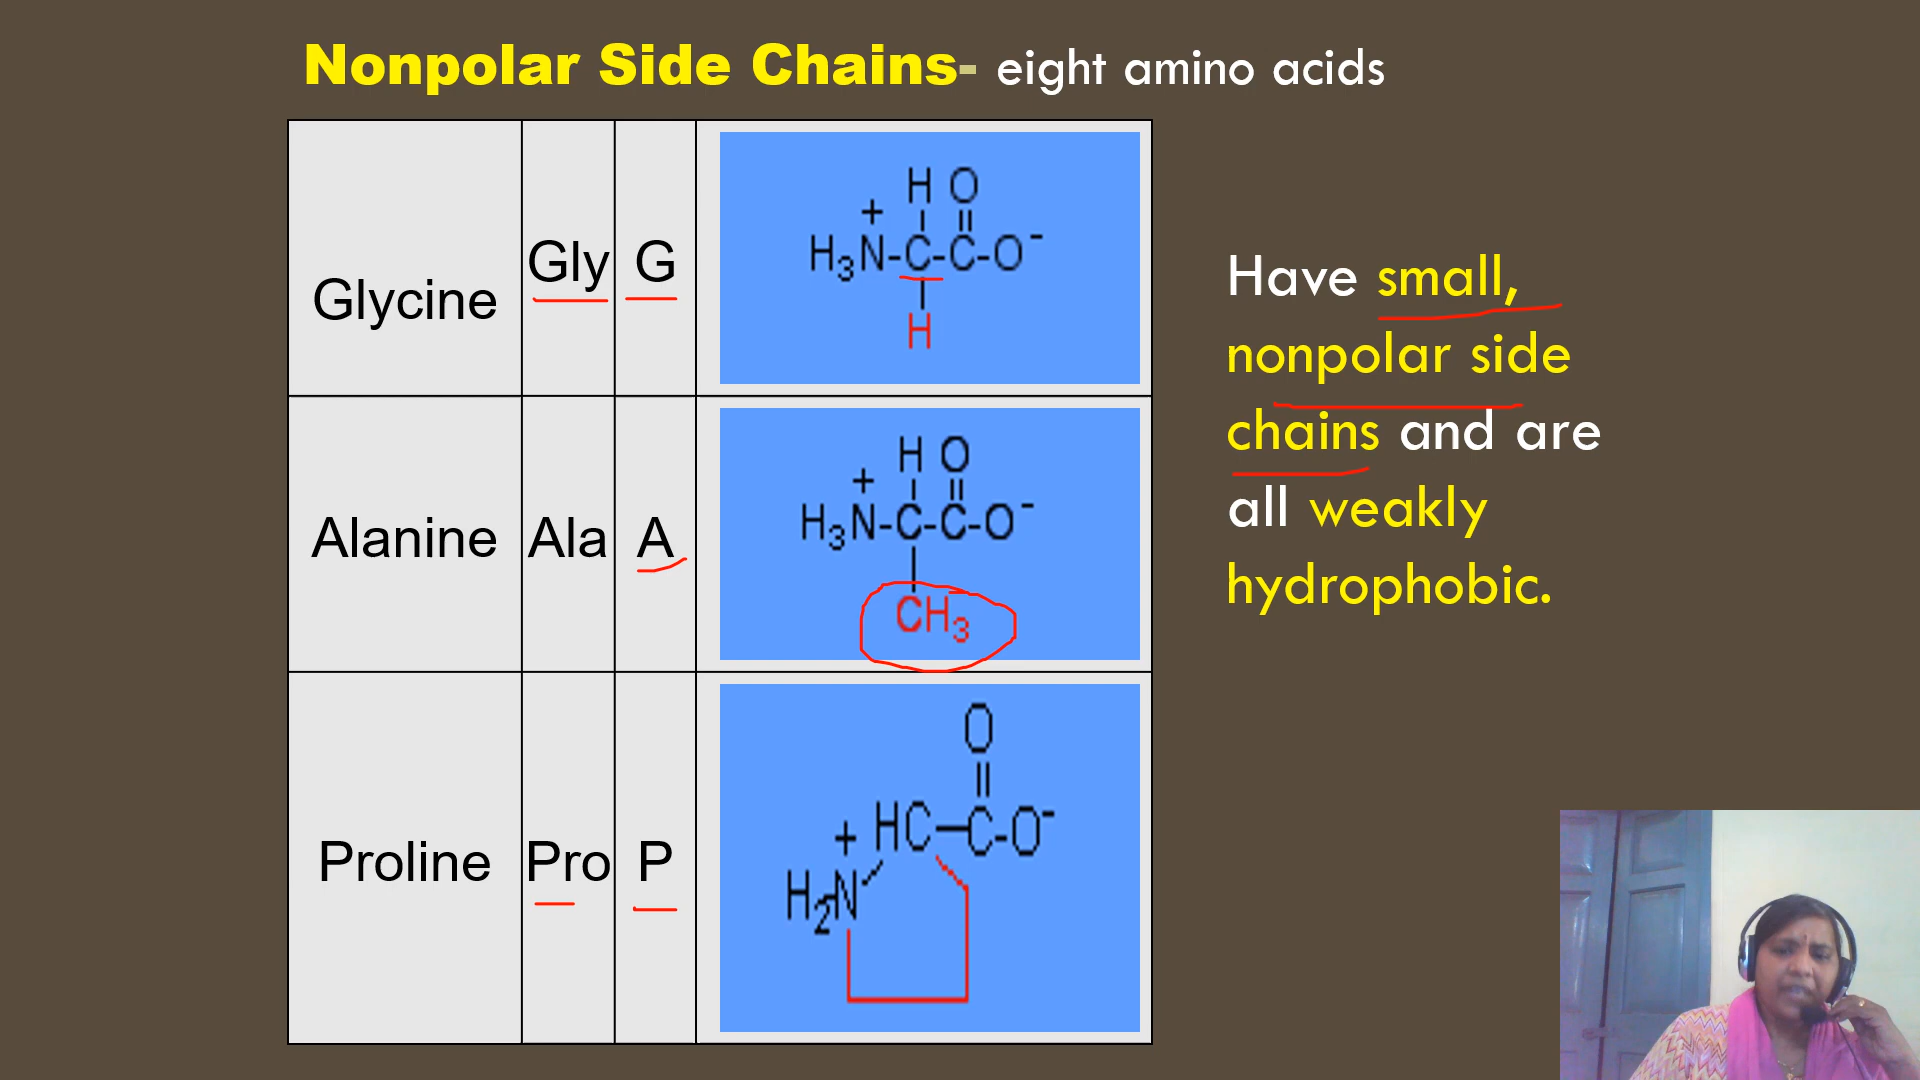 Nonpolar Side Chains- eight amino acids
Glycine Gly G
H O
+
H₃N-C-C-O⁻
H
Alanine Ala A
H O
+
H₃N-C-C-O⁻
CH₃
Proline Pro P
O
+ HC-C-O⁻
H₂N
Have small,
nonpolar side
chains and are
all weakly
hydrophobic.